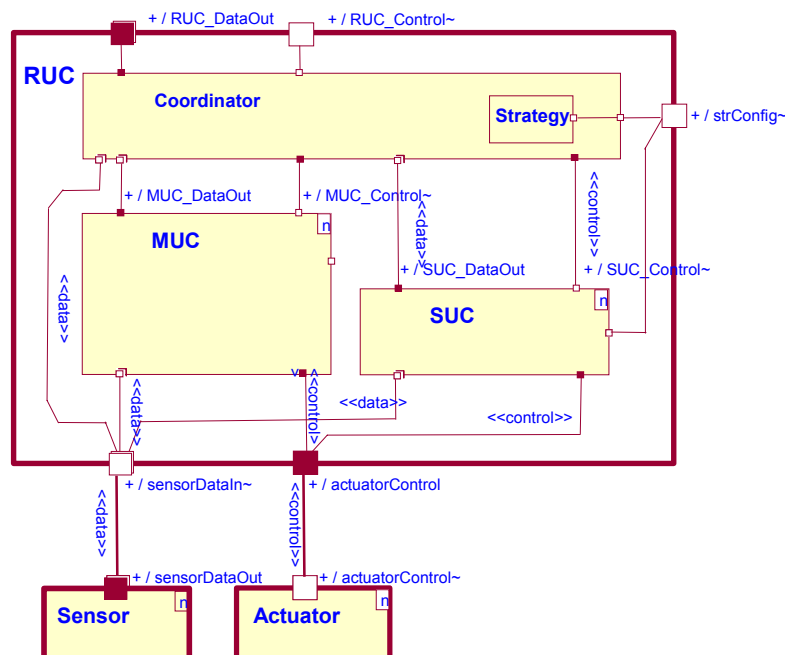 + / RUC_DataOut
+ / RUC_Control~
RUC
Coordinator
Strategy
+ / strConfig~
+ / MUC_DataOut
+ / MUC_Control~
<<data>>
<<control>>
MUC
n
<<data>>
+ / SUC_DataOut
+ / SUC_Control~
SUC
n
<<data>>
<<control>
<<data>>
<<control>>
+ / sensorDataIn~
+ / actuatorControl
<<data>>
<<control>>
+ / sensorDataOut
+ / actuatorControl~
Sensor
n
Actuator
n